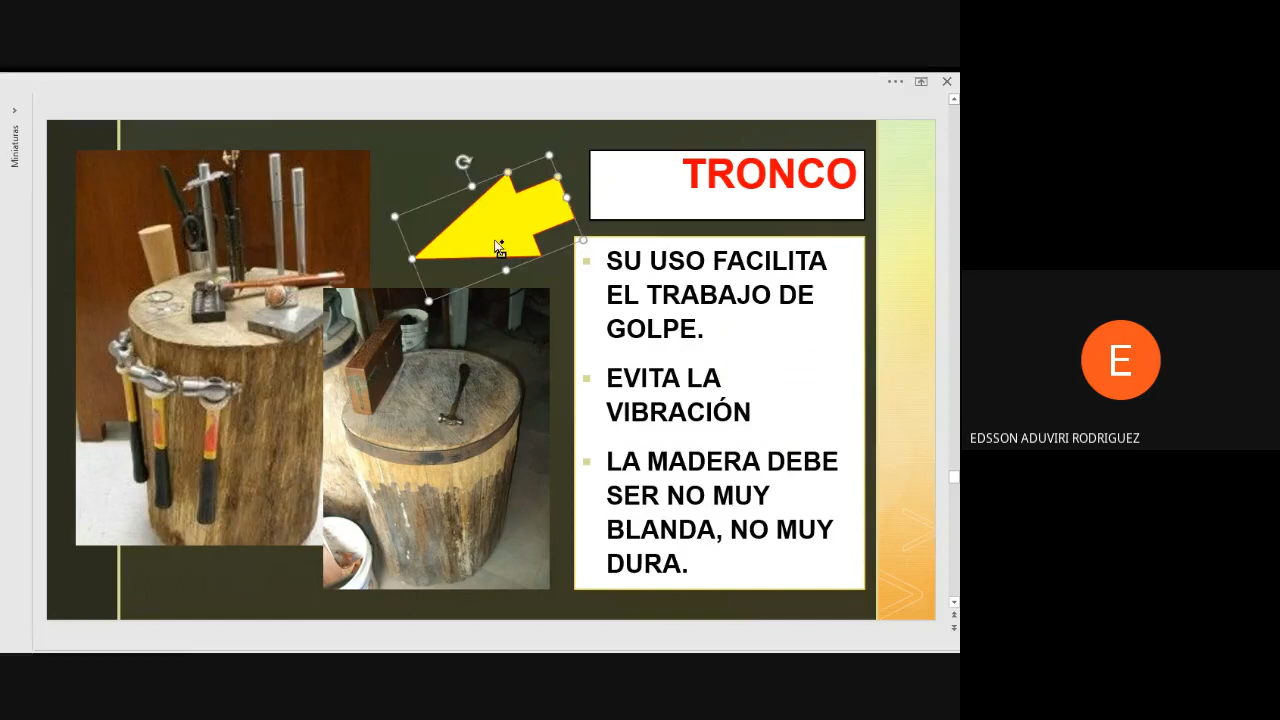 Miniaturas
TRONCO
SU USO FACILITA
EL TRABAJO DE
GOLPE.
EVITA LA
VIBRACIÓN
LA MADERA DEBE
SER NO MUY
BLANDA, NO MUY
DURA.
E
EDSSON ADUVIRI RODRIGUEZ